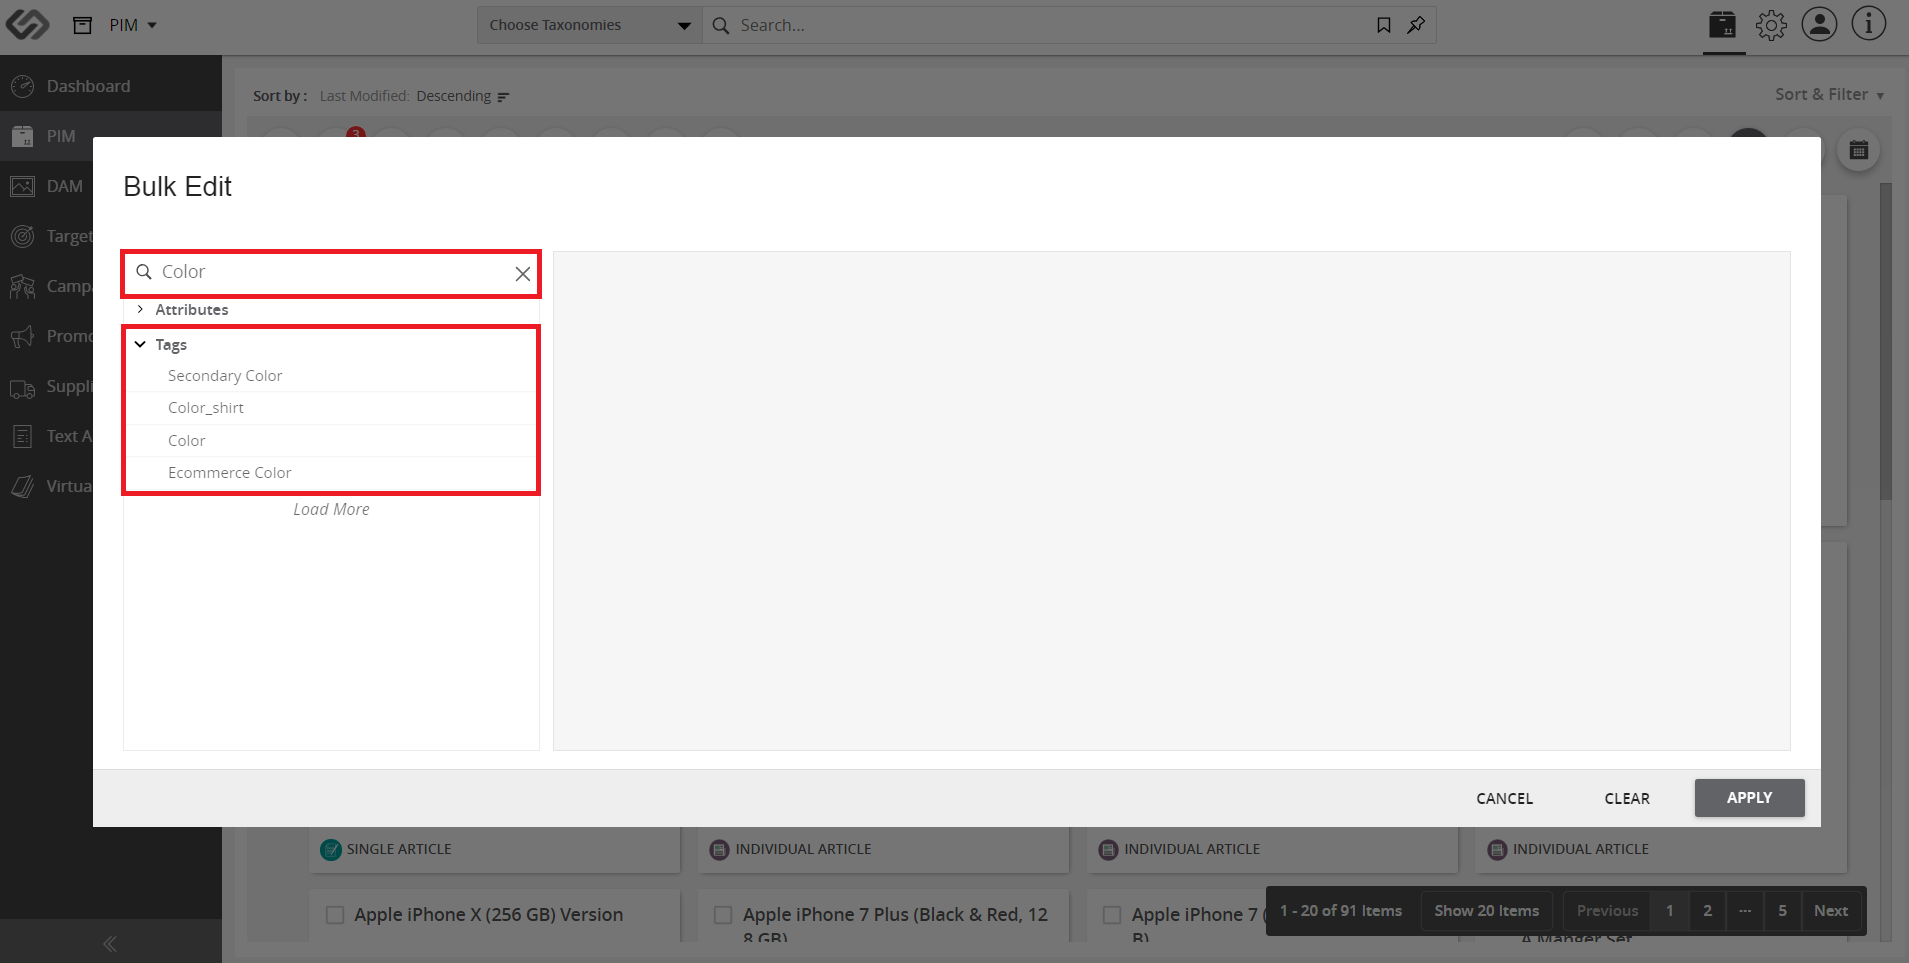 PIM
Choose Taxonomies
Search...
Dashboard
PIM
DAM
Target
Camp
Promo
Suppli
Text A
Virtua
Sort by : Last Modified: Descending
Sort & Filter
3
Bulk Edit
Color
Attributes
Tags
Secondary Color
Color_shirt
Color
Ecommerce Color
Load More
CANCEL
CLEAR
APPLY
SINGLE ARTICLE
INDIVIDUAL ARTICLE
INDIVIDUAL ARTICLE
INDIVIDUAL ARTICLE
Apple iPhone X (256 GB) Version
Apple iPhone 7 Plus (Black & Red, 12
8 GB)
Apple iPhone 7 (
B)
A Manger Set
1 - 20 of 91 Items
Show 20 Items
Previous 1 2 ... 5 Next